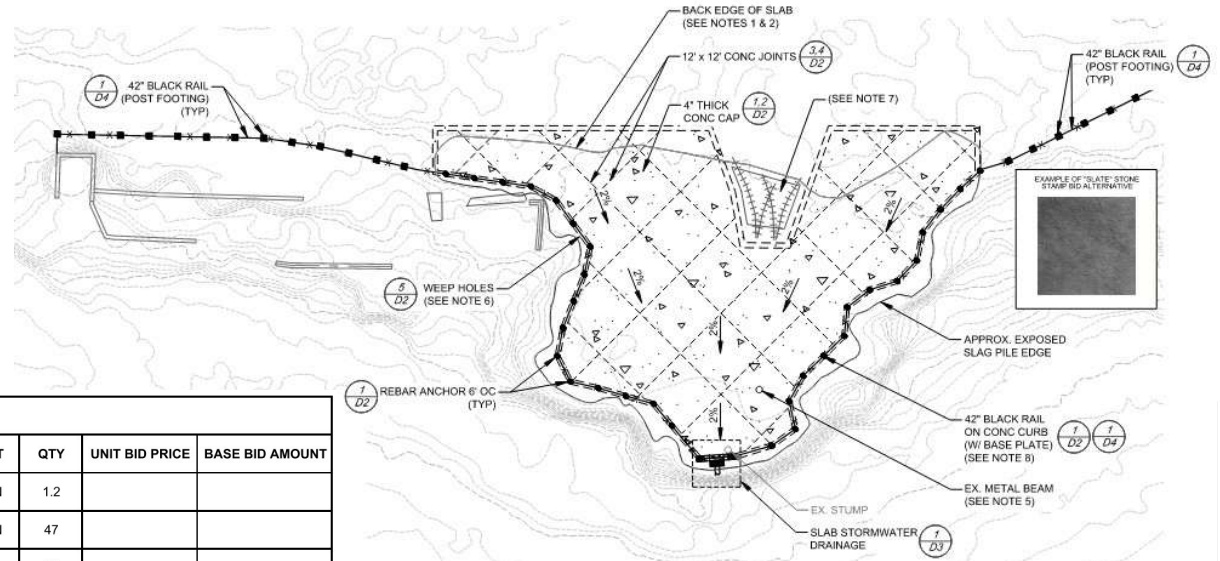 BACK EDGE OF SLAB
(SEE NOTES 1 & 2)
12' x 12' CONC JOINTS
3,4
D2
4" THICK
CONC CAP
1,2
D2
(SEE NOTE 7)
42" BLACK RAIL
(POST FOOTING)
(TYP)
1
D4
1
D4
42" BLACK RAIL
(POST FOOTING)
(TYP)
EXAMPLE OF "SLATE" STONE
STAMP BID ALTERNATIVE
2%
2%
2%
2%
2%
2%
5
D2
WEEP HOLES
(SEE NOTE 6)
APPROX. EXPOSED
SLAG PILE EDGE
1
D2
REBAR ANCHOR 6' OC
(TYP)
42" BLACK RAIL
ON CONC CURB
(W/ BASE PLATE)
(SEE NOTE 8)
1
D2
1
D4
EX. METAL BEAM
(SEE NOTE 5)
EX. STUMP
SLAB STORMWATER
DRAINAGE
1
D3
QTY UNIT BID PRICE BASE BID AMOUNT
1.2
47